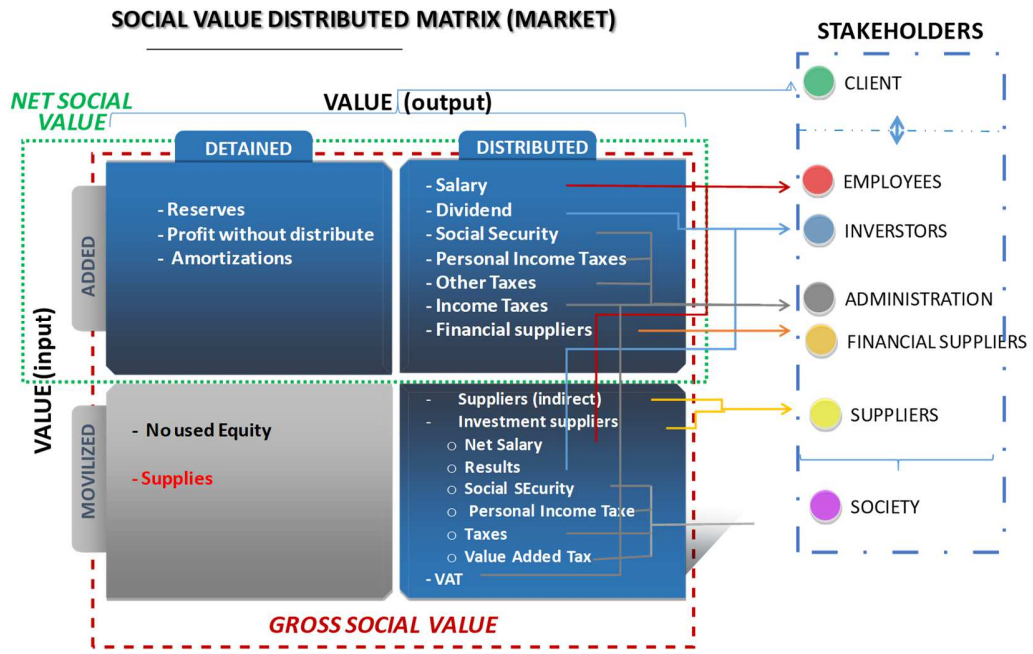 SOCIAL VALUE DISTRIBUTED MATRIX (MARKET)
STAKEHOLDERS
NET SOCIAL
VALUE
VALUE (output)
VALUE (input)
DETAINED
DISTRIBUTED
ADDED
- Reserves
- Profit without distribute
- Amortizations
- Salary
- Dividend
- Social Security
- Personal Income Taxes
- Other Taxes
- Income Taxes
- Financial suppliers
MOVILIZED
- No used Equity
- Supplies
- Suppliers (indirect)
- Investment suppliers
o Net Salary
o Results
o Social SEcurity
o Personal Income Taxe
o Taxes
o Value Added Tax
- VAT
GROSS SOCIAL VALUE
CLIENT
EMPLOYEES
INVERSTORS
ADMINISTRATION
FINANCIAL SUPPLIERS
SUPPLIERS
SOCIETY